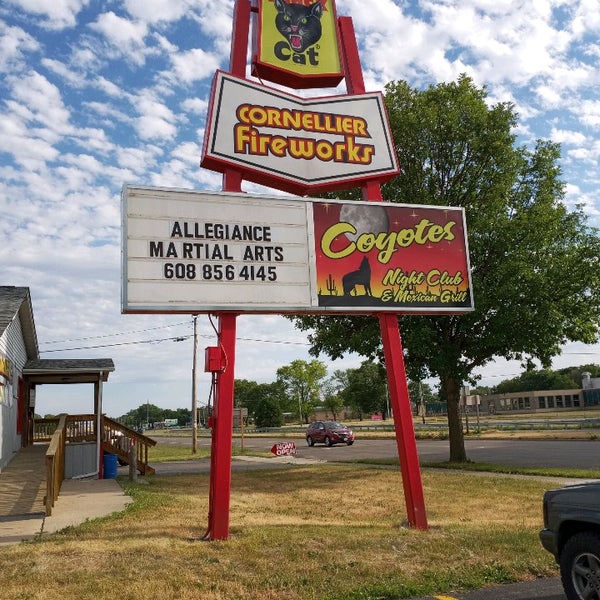 Cat
CORNELLIER
FireWorks
ALLEGIANCE
MARTIAL ARTS
608 856 4145
Coyotes
Night Club
& Mexican Grill
NOW
OPEN